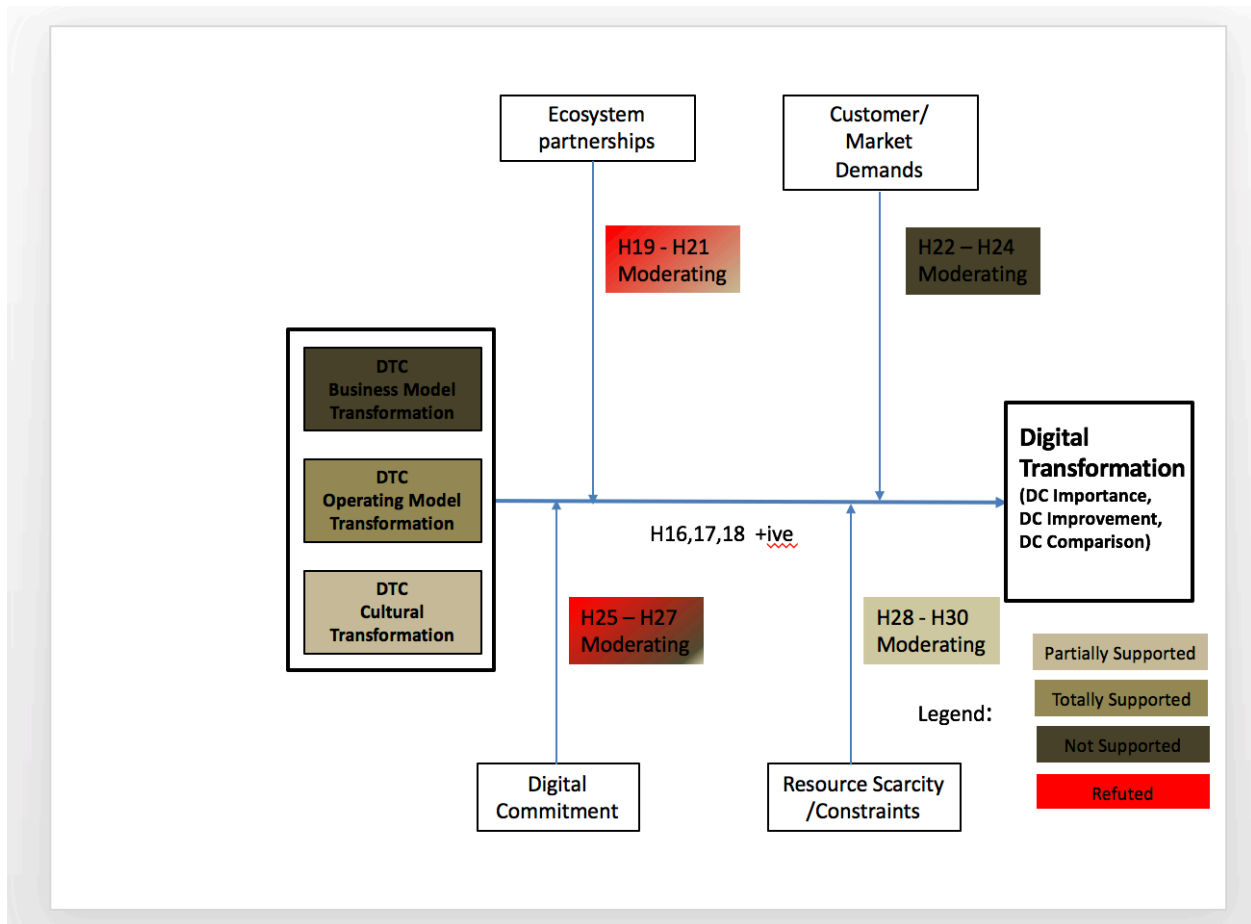 Ecosystem
partnerships
Customer/
Market
Demands
H19 - H21
Moderating
H22 – H24
Moderating
DTC
Business Model
Transformation
DTC
Operating Model
Transformation
DTC
Cultural
Transformation
H16,17,18 +ive
Digital
Transformation
(DC Importance,
DC Improvement,
DC Comparison)
H25 – H27
Moderating
H28 - H30
Moderating
Legend:
Partially Supported
Totally Supported
Not Supported
Refuted
Digital
Commitment
Resource Scarcity
/Constraints